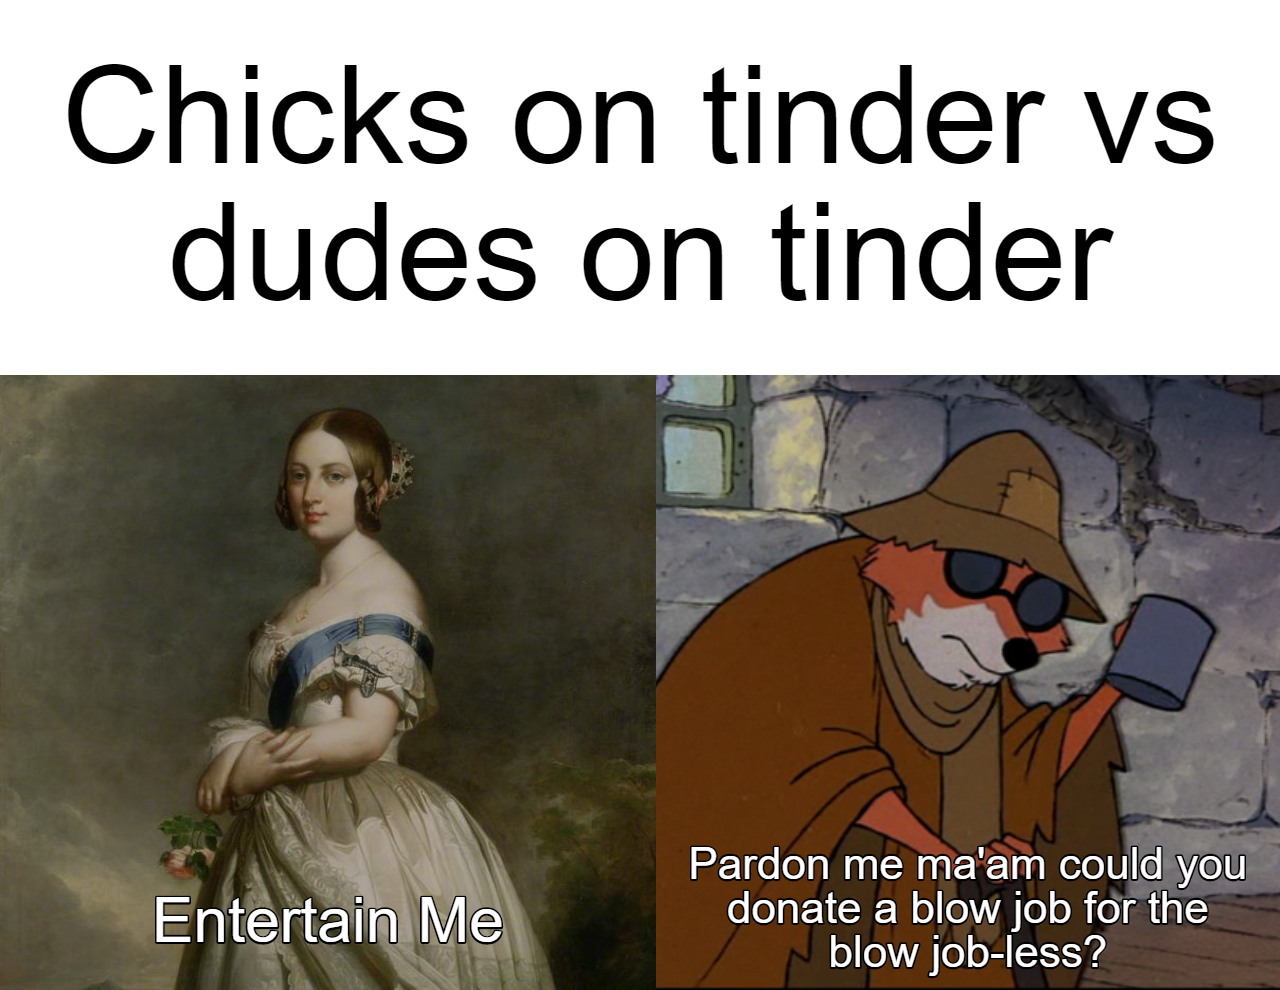 Chicks on tinder vs
dudes on tinder
Entertain Me
Pardon me ma'am could you
donate a blow job for the
blow job-less?